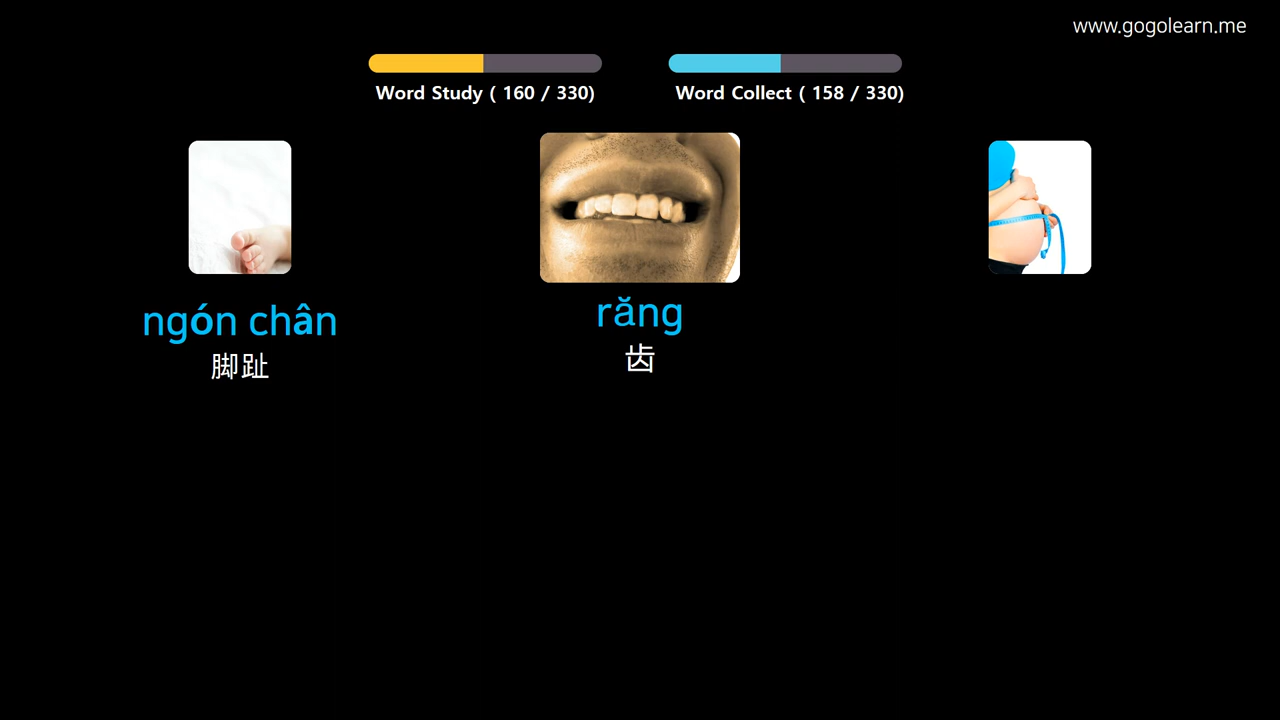 www.gogolearn.me
Word Study ( 160 / 330)
Word Collect ( 158 / 330)
ngón chân
脚趾
răng
齿